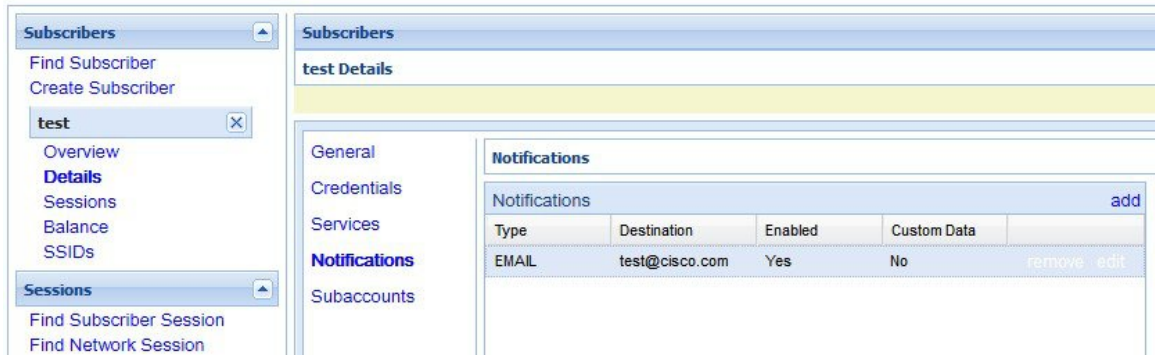 Subscribers
Find Subscriber
Create Subscriber
test
Overview
Details
Sessions
Balance
SSIDs
Sessions
Find Subscriber Session
Find Network Session
Subscribers
test Details
General
Credentials
Services
Notifications
Subaccounts
Notifications
Notifications add
Type Destination Enabled Custom Data
EMAIL test@cisco.com Yes No remove edit